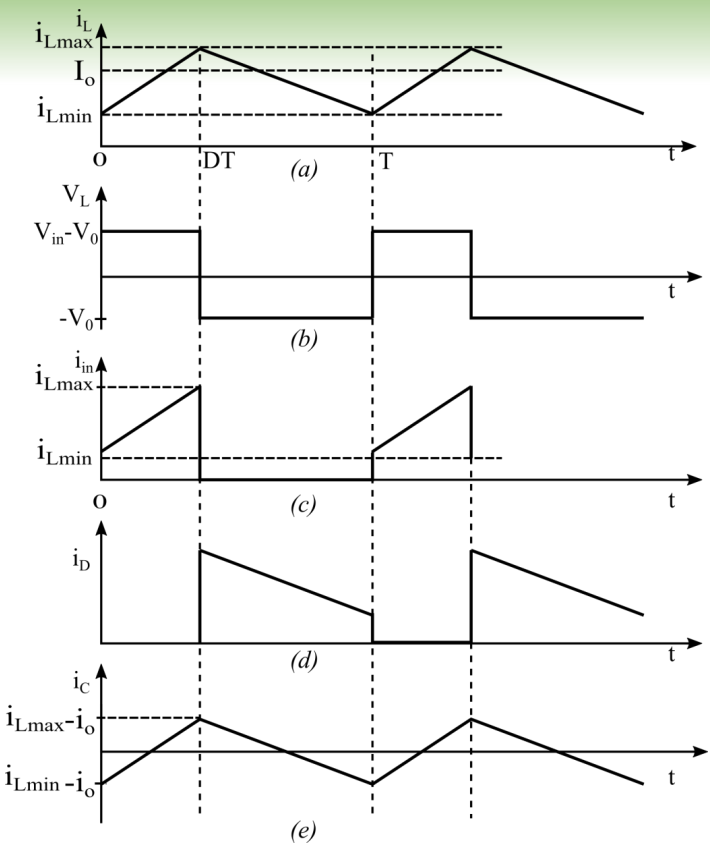 iL
iLmax
Io
iLmin
o DT (a) T t
VL
Vin-V0
t
-V0
(b)
iin
iLmax
iLmin
o (c) t
iD
(d) t
iC
iLmax-io
iLmin-io t
(e)